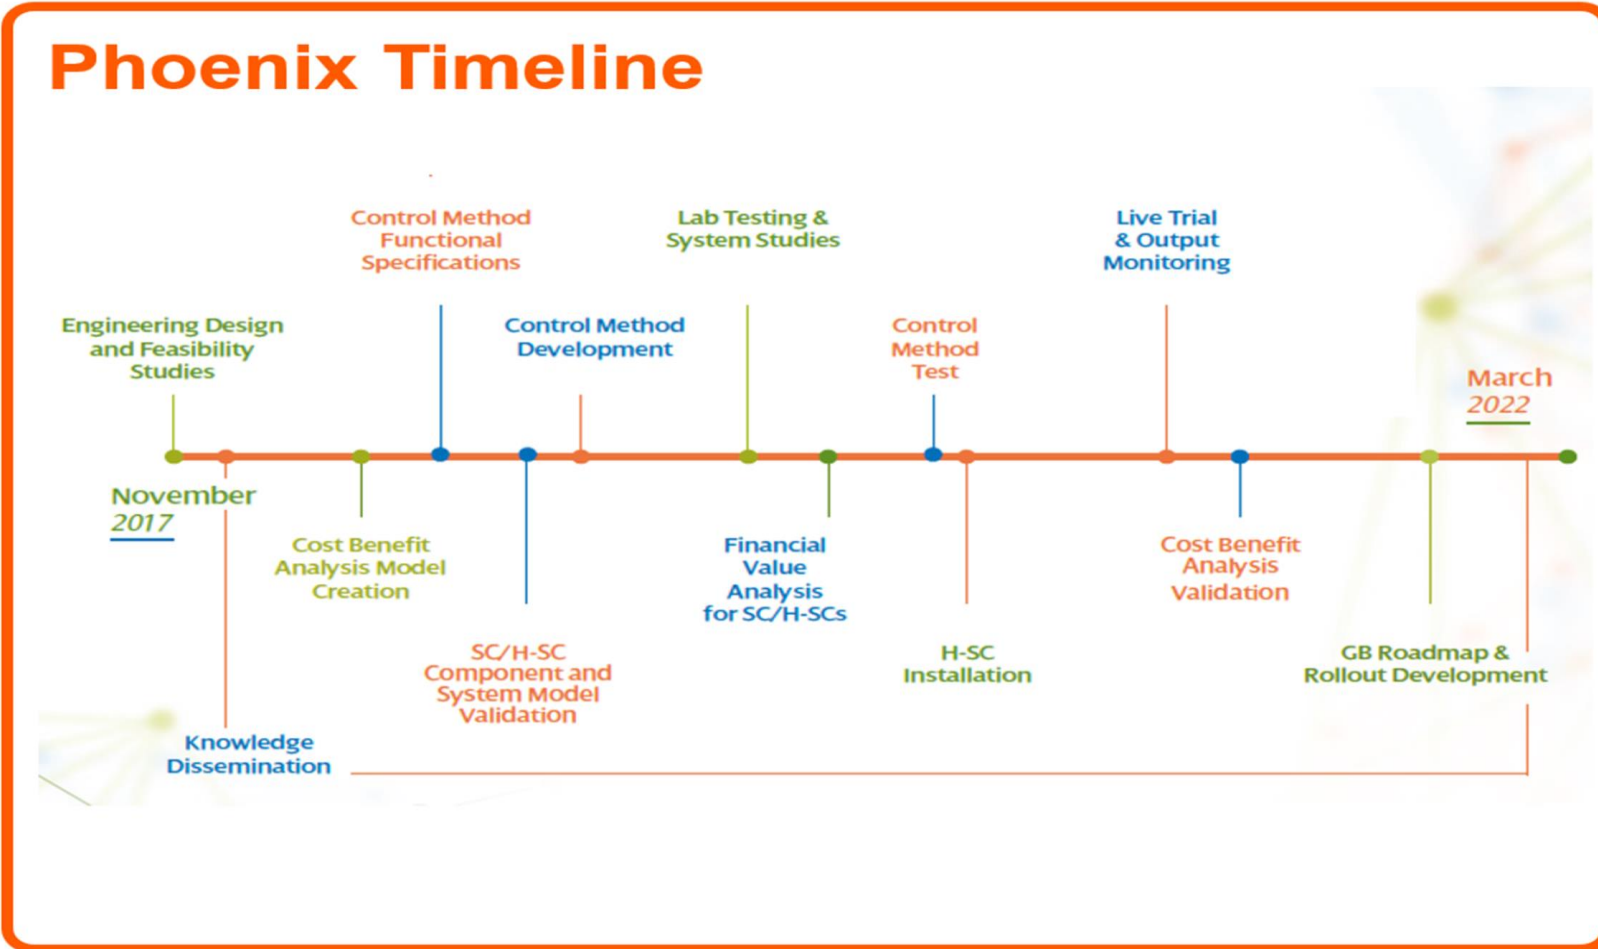 Phoenix Timeline
Control Method
Functional
Specifications
Lab Testing &
System Studies
Live Trial
& Output
Monitoring
Engineering Design
and Feasibility
Studies
Control Method
Development
Control
Method
Test
March
2022
November
2017
Cost Benefit
Analysis Model
Creation
Financial
Value
Analysis
for SC/H-SCs
Cost Benefit
Analysis
Validation
SC/H-SC
Component and
System Model
Validation
H-SC
Installation
GB Roadmap &
Rollout Development
Knowledge
Dissemination